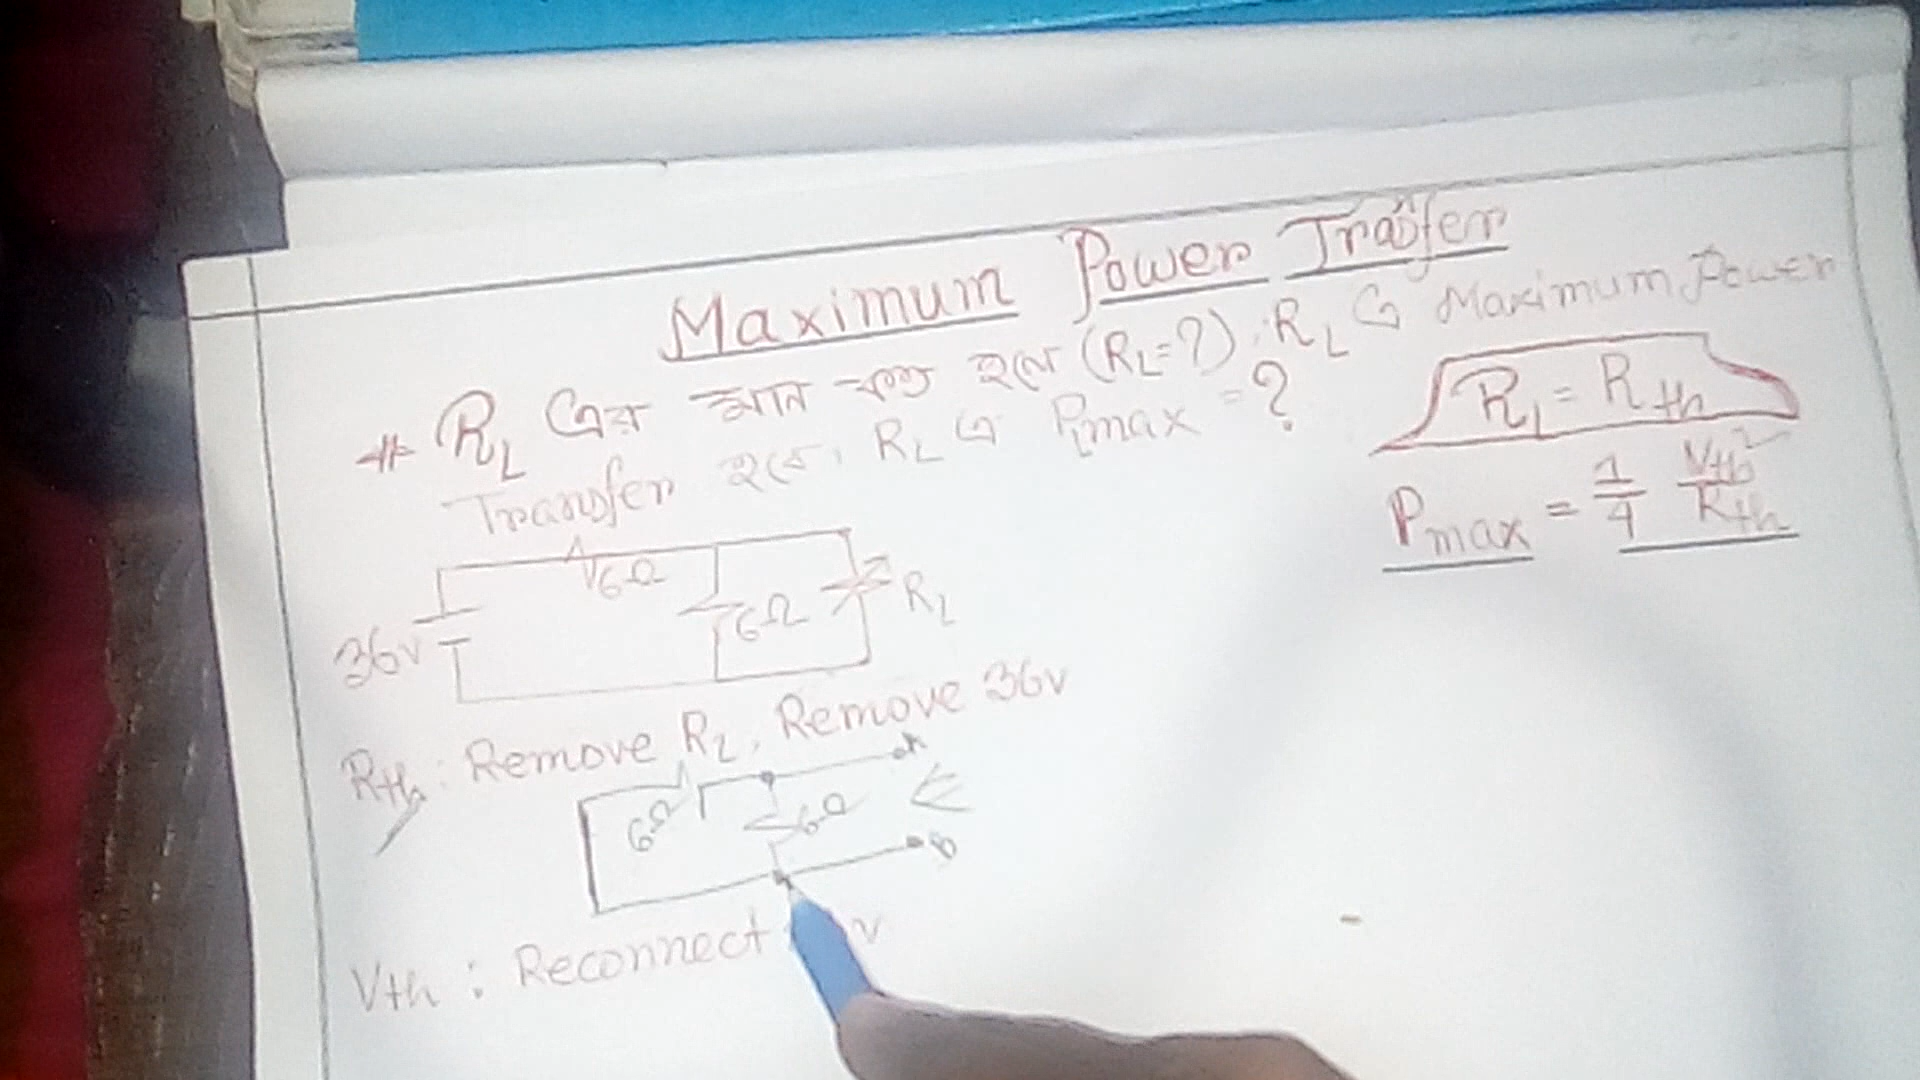 Maximum Power Trasfer
# RL এর মান কত হলে (RL=?). RL এ Maximum Power
Transfer হবে, RL এ Pmax = ?
RL = Rth
Pmax = 1/4 Vth²/Rth
6Ω
36v
6Ω
RL
Rth: Remove RL, Remove 36v
A
6Ω
6Ω
B
Vth: Reconnect